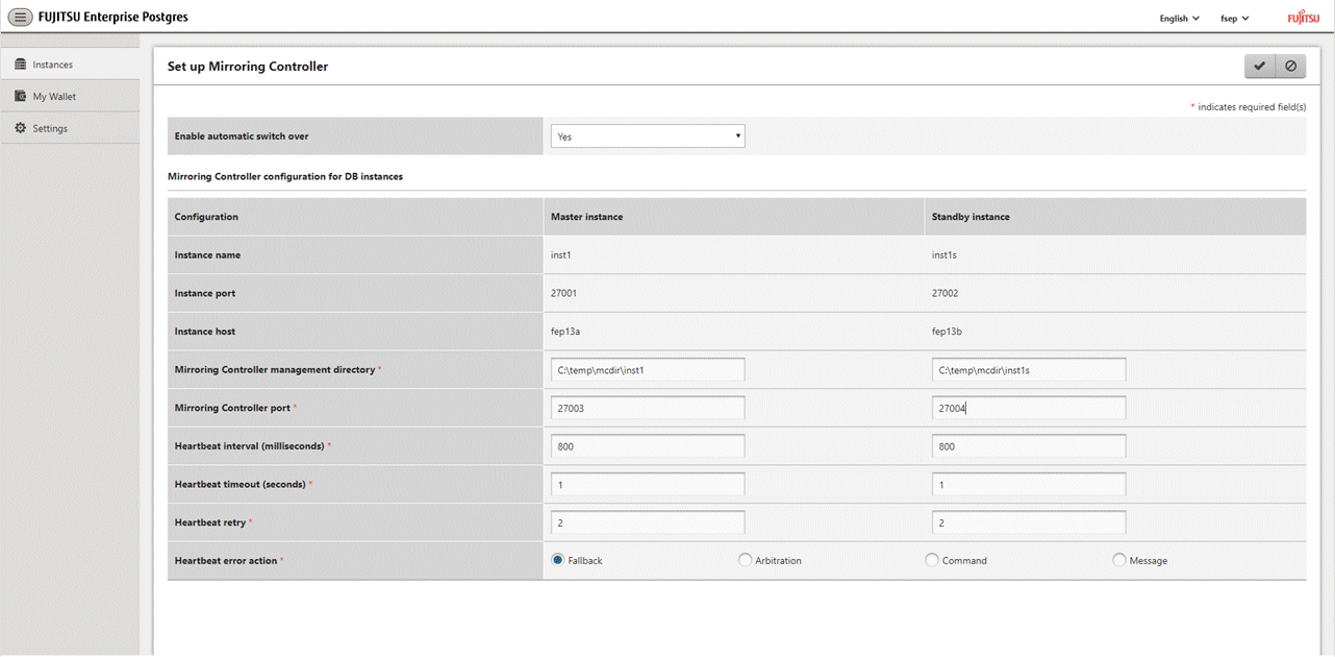 FUJITSU Enterprise Postgres
English fsep FUJITSU
Instances
My Wallet
Settings
Set up Mirroring Controller
* indicates required field(s)
Enable automatic switch over Yes
Mirroring Controller configuration for DB instances
Configuration Master instance Standby instance
Instance name inst1 inst1s
Instance port 27001 27002
Instance host fep13a fep13b
Mirroring Controller management directory * C:\temp\mcdir\inst1 C:\temp\mcdir\inst1s
Mirroring Controller port * 27003 27004
Heartbeat interval (milliseconds) * 800 800
Heartbeat timeout (seconds) * 1 1
Heartbeat retry * 2 2
Heartbeat error action * Fallback Arbitration Command Message